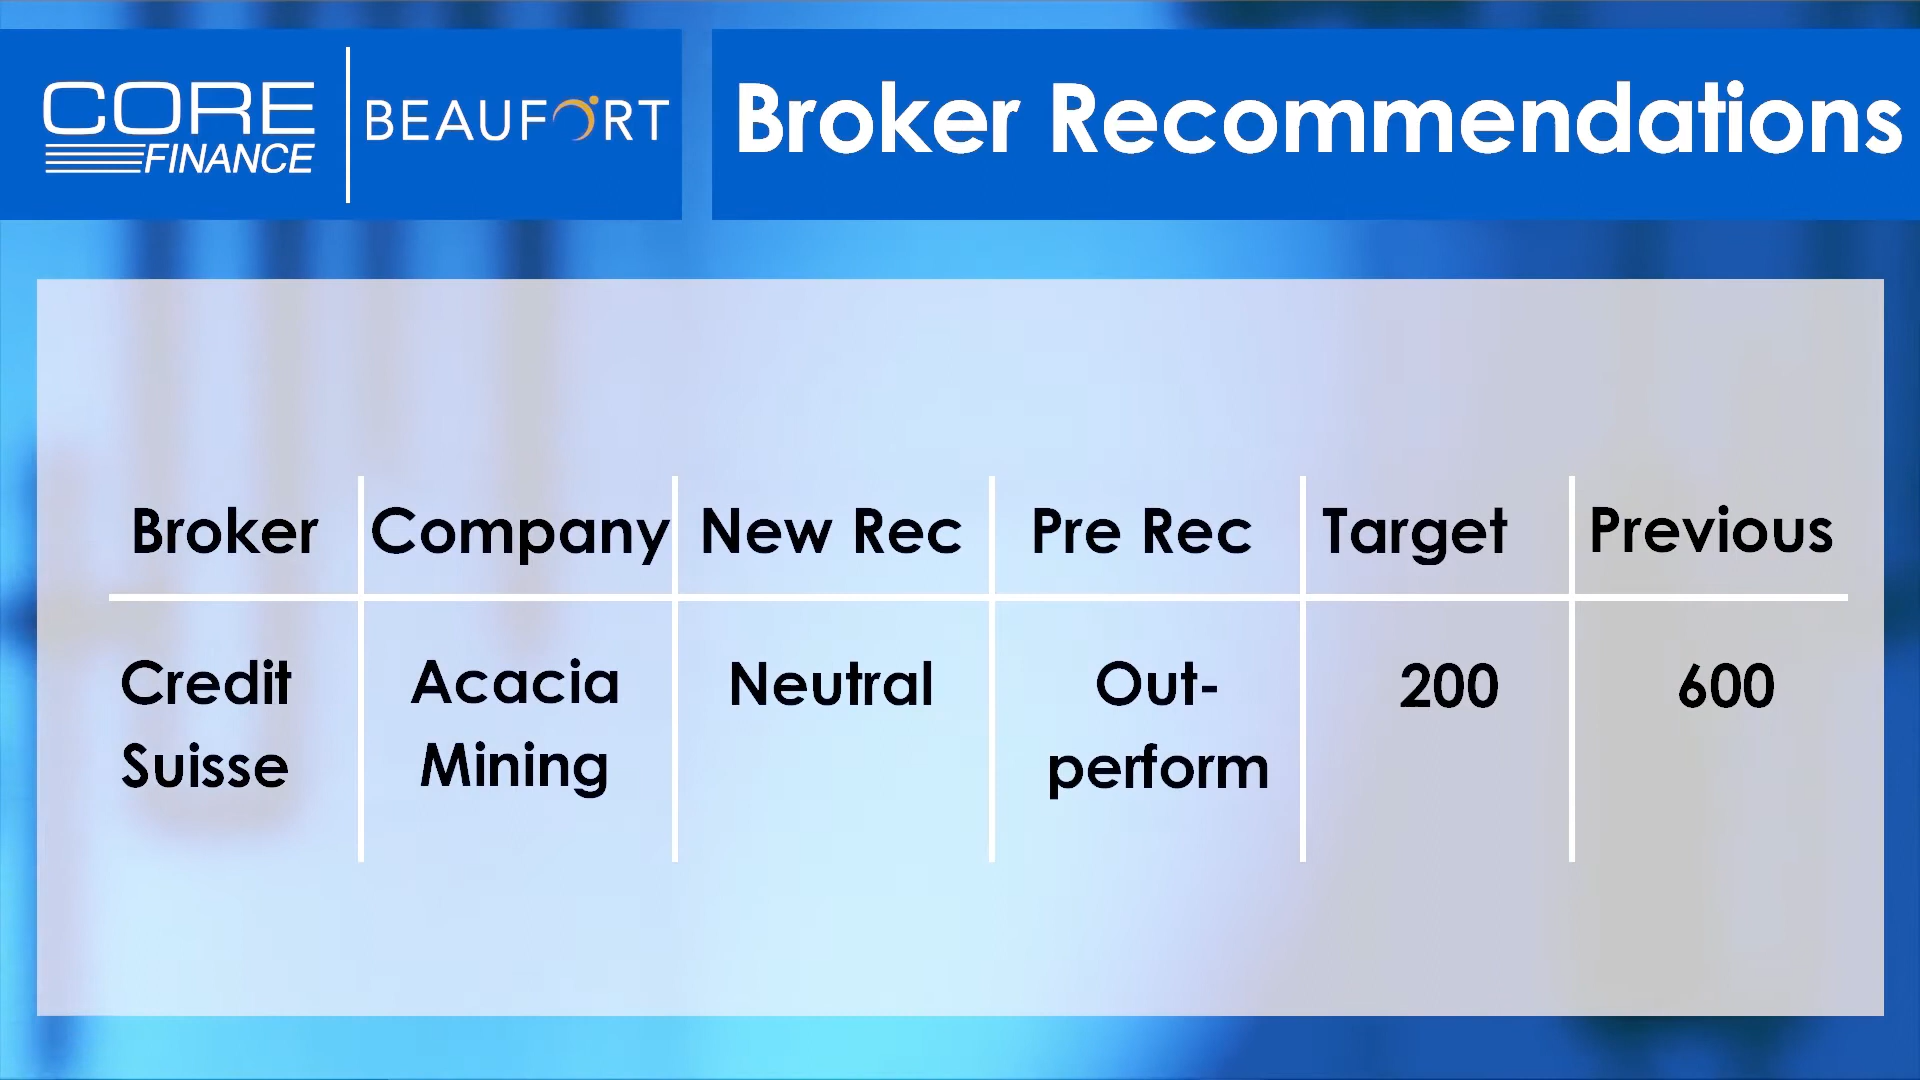 CORE
FINANCE
BEAUFORT
Broker Recommendations
Broker Company New Rec Pre Rec Target Previous
Credit Acacia Neutral Out- 200 600
Suisse Mining perform